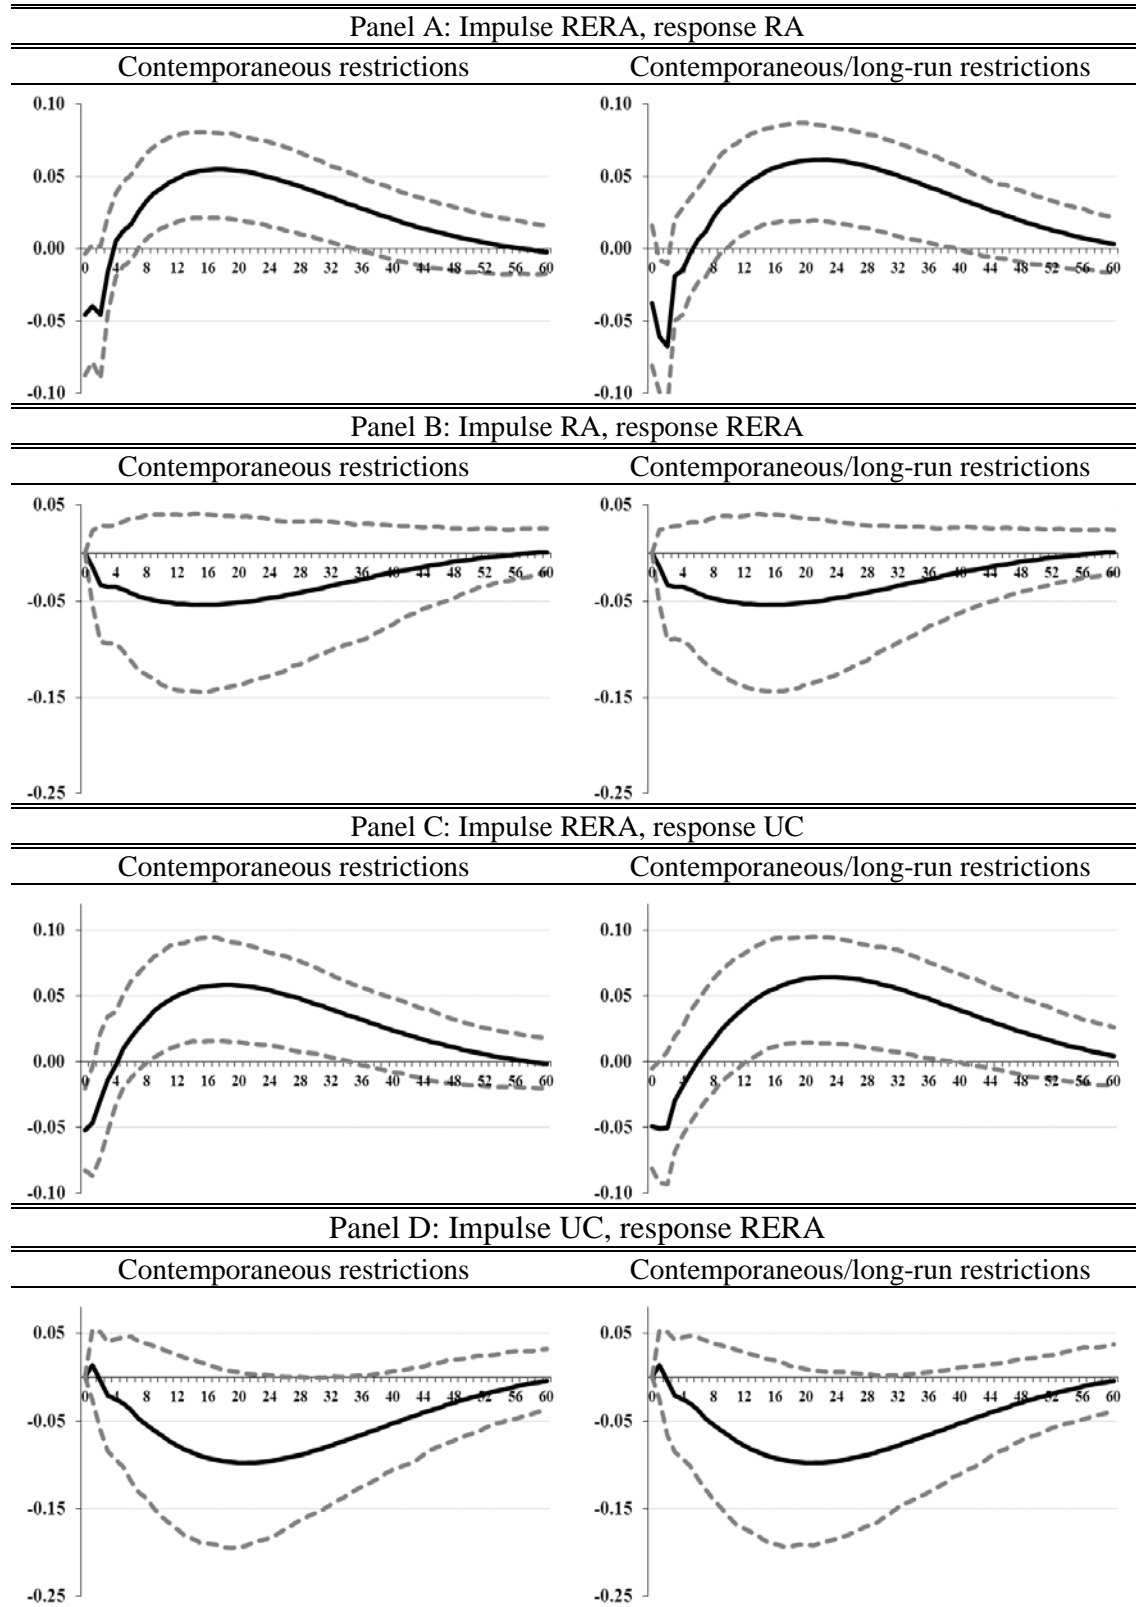 Panel A: Impulse RERA, response RA
Contemporaneous restrictions Contemporaneous/long-run restrictions
0.10 0.10
0.05 0.05
0.00 0.00
0 4 8 12 16 20 24 28 32 36 40 44 48 52 56 60 0 4 8 12 16 20 24 28 32 36 40 44 48 52 56 60
-0.05 -0.05
-0.10 -0.10
Panel B: Impulse RA, response RERA
Contemporaneous restrictions Contemporaneous/long-run restrictions
0.05 0.05
0 4 8 12 16 20 24 28 32 36 40 44 48 52 56 60 0 4 8 12 16 20 24 28 32 36 40 44 48 52 56 60
-0.05 -0.05
-0.15 -0.15
-0.25 -0.25
Panel C: Impulse RERA, response UC
Contemporaneous restrictions Contemporaneous/long-run restrictions
0.10 0.10
0.05 0.05
0.00 0.00
0 4 8 12 16 20 24 28 32 36 40 44 48 52 56 60 0 4 8 12 16 20 24 28 32 36 40 44 48 52 56 60
-0.05 -0.05
-0.10 -0.10
Panel D: Impulse UC, response RERA
Contemporaneous restrictions Contemporaneous/long-run restrictions
0.05 0.05
0 4 8 12 16 20 24 28 32 36 40 44 48 52 56 60 0 4 8 12 16 20 24 28 32 36 40 44 48 52 56 60
-0.05 -0.05
-0.15 -0.15
-0.25 -0.25